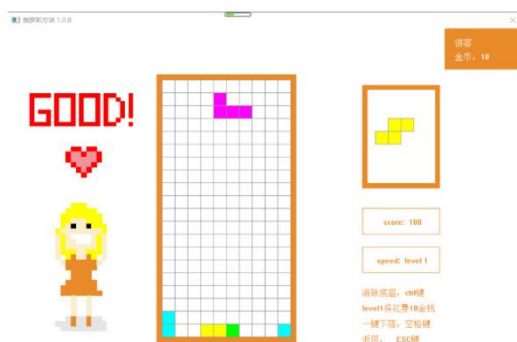 俄罗斯方块 1.0.0
游客
金币：10
GOOD!
score: 100
speed: level 1
清除底层，ctrl键
level1将花费10金钱
一键下落，空格键
返回， ESC键